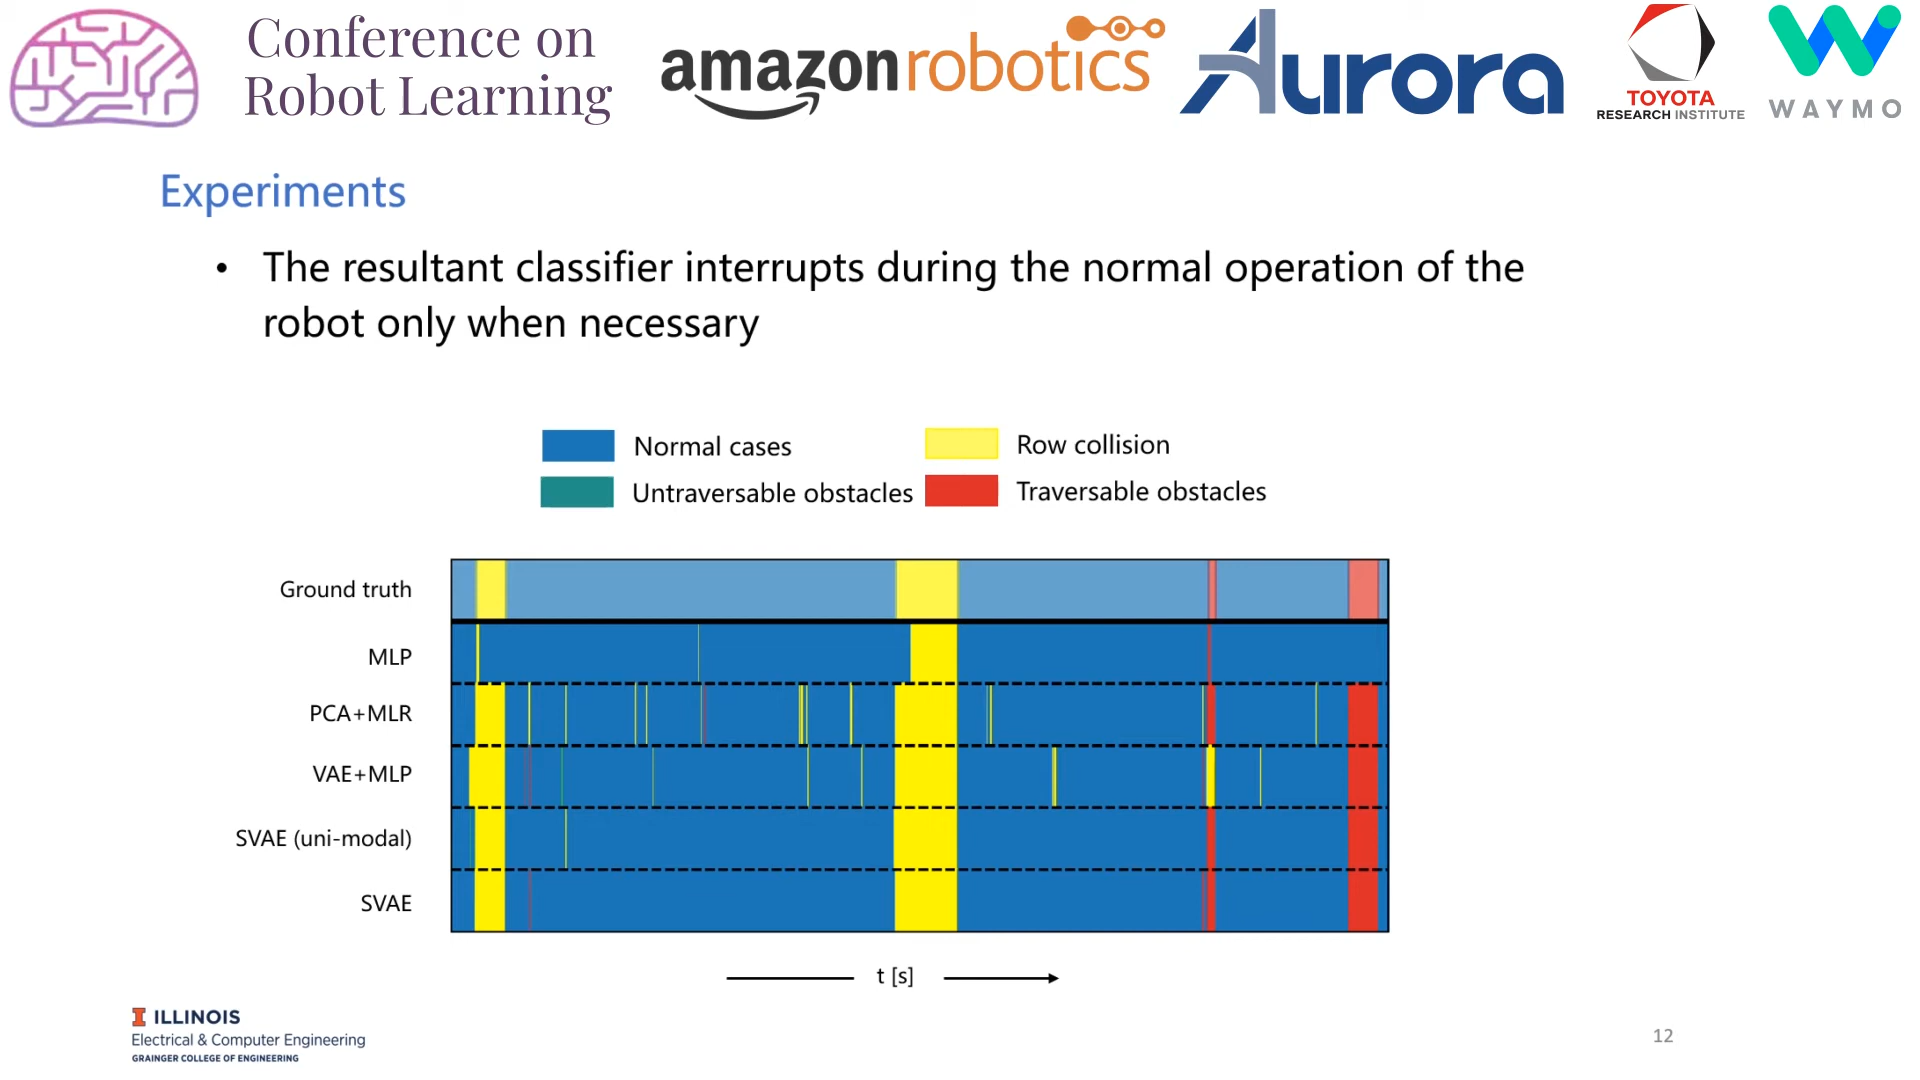 Conference on
Robot Learning
amazon robotics
Aurora
TOYOTA
RESEARCH INSTITUTE
WAYMO
Experiments
• The resultant classifier interrupts during the normal operation of the
robot only when necessary
Normal cases
Row collision
Untraversable obstacles
Traversable obstacles
Ground truth
MLP
PCA+MLR
VAE+MLP
SVAE (uni-modal)
SVAE
t [s]
I ILLINOIS
Electrical & Computer Engineering
GRAINGER COLLEGE OF ENGINEERING
12